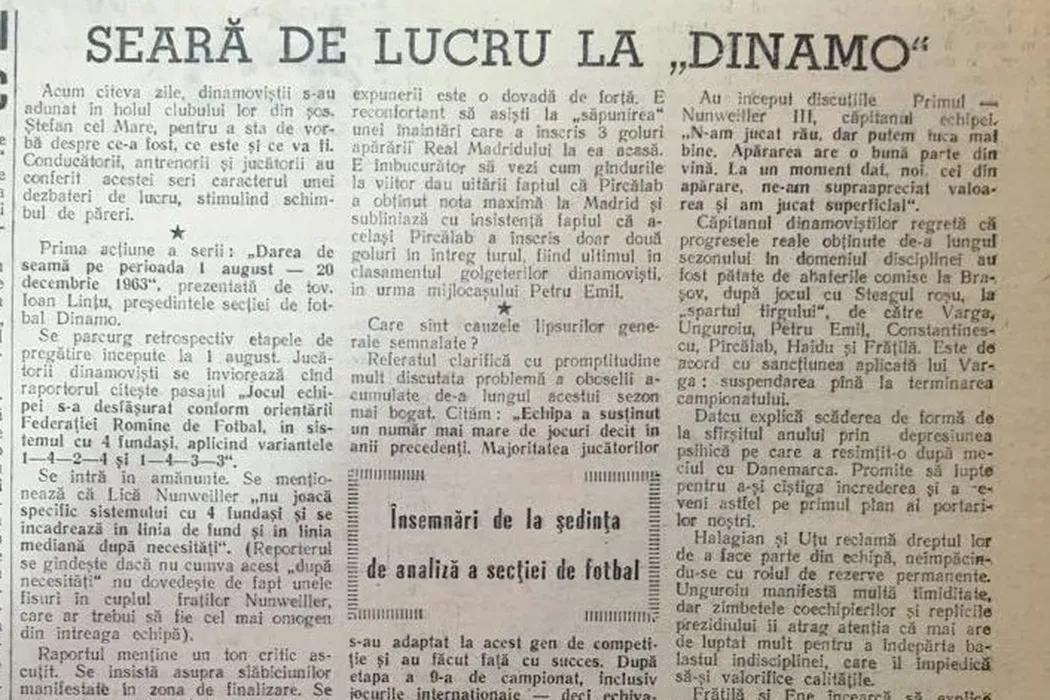 SEARĂ DE LUCRU LA „DINAMO“
Acum cîteva zile, dinamoviștii s-au
adunat în holul clubului lor din șos.
Ștefan cel Mare, pentru a sta de vor-
bă despre ce-a fost, ce este și ce va fi.
Conducătorii, antrenorii și jucătorii au
conferit acestei seri caracterul unei
dezbateri de lucru, stimulînd schim-
bul de păreri.
★
Prima acțiune a serii: „Darea de
seamă pe perioada 1 august — 20
decembrie 1963“, prezentată de tov.
Ioan Lințu, președintele secției de fot-
bal Dinamo.
Se parcurg retrospectiv etapele de
pregătire începute la 1 august. Jucă-
torii dinamoviști se înviorează cînd
raportorul citește pasajul „Jocul echi-
pei s-a desfășurat conform orientării
Federației Romîne de Fotbal, în sis-
temul cu 4 fundași, aplicînd variantele
1—4—2—4 și 1—4—3—3“.
Se intră în amănunte. Se mențio-
nează că Lică Nunweiller „nu joacă
specific sistemului cu 4 fundași și se
încadrează în linia de fund și în linia
mediană după necesități“. (Reporterul
se gîndește dacă nu cumva acest „după
necesități“ nu dovedește de fapt unele
fisuri în cuplul fraților Nunweiller,
care ar trebui să fie cel mai omogen
din întreaga echipă).
Raportul menține un ton critic as-
cuțit. Se insistă asupra slăbiciunilor
manifestate în zona de finalizare. Se
expunerii este o dovadă de forță. E
reconfortant să asiști la „săpunirea“
unei înaintări care a înscris 3 goluri
apărării Real Madridului la ea acasă.
E îmbucurător să vezi cum gîndurile
la viitor dau uitării faptul că Pîrcălab
a obținut nota maximă la Madrid și
subliniază cu insistență faptul că a-
celași Pîrcălab a înscris doar două
goluri în întreg turul, fiind ultimul în
clasamentul golgeterilor dinamoviști,
în urma mijlocașului Petru Emil.
★
Care sînt cauzele lipsurilor gene-
rale semnalate?
Referatul clarifică cu promptitudine
mult discutata problemă a oboselii a-
cumulate de-a lungul acestui sezon
mai bogat. Cităm: „Echipa a susținut
un număr mai mare de jocuri decît în
anii precedenți. Majoritatea jucătorilor
Însemnări de la ședința
de analiză a secției de fotbal
s-au adaptat la acest gen de competi-
ție și au făcut față cu succes. După
etapa a 9-a de campionat, inclusiv
jocurile internaționale — deci echiva-
Au început discuțiile Primul —
Nunweiller III, căpitanul echipei.
„N-am jucat rău, dar putem juca mai
bine. Apărarea are o bună parte din
vină. La un moment dat, noi, cei din
apărare, ne-am supraapreciat valoa-
rea și am jucat superficial“.
Căpitanul dinamoviștilor regretă că
progresele reale obținute de-a lungul
sezonului în domeniul disciplinei au
fost pătate de abaterile comise la Bra-
șov, după jocul cu Steagul roșu, la
„spartul tîrgului“, de către Varga,
Unguroiu, Petru Emil, Constantines-
cu, Pîrcălab, Haidu și Frățilă. Este de
acord cu sancțiunea aplicată lui Var-
ga: suspendarea pînă la terminarea
campionatului.
Datcu explică scăderea de formă de
la sfîrșitul anului prin depresiunea
psihică pe care a resimțit-o după me-
ciul cu Danemarca. Promite să lupte
pentru a-și cîștiga încrederea și a re-
veni astfel pe primul plan al portari-
lor noștri.
Halagian și Uțu reclamă dreptul lor
de a face parte din echipă, neîmpăcîn-
du-se cu rolul de rezerve permanente.
Unguroiu manifestă multă timiditate,
dar zîmbetele coechipierilor și replicile
prezidiului îi atrag atenția că mai are
de luptat mult pentru a îndepărta ba-
lastul indisciplinei, care îl împiedică
să-și valorifice calitățile.
Frățilă și Ene încearcă să explice